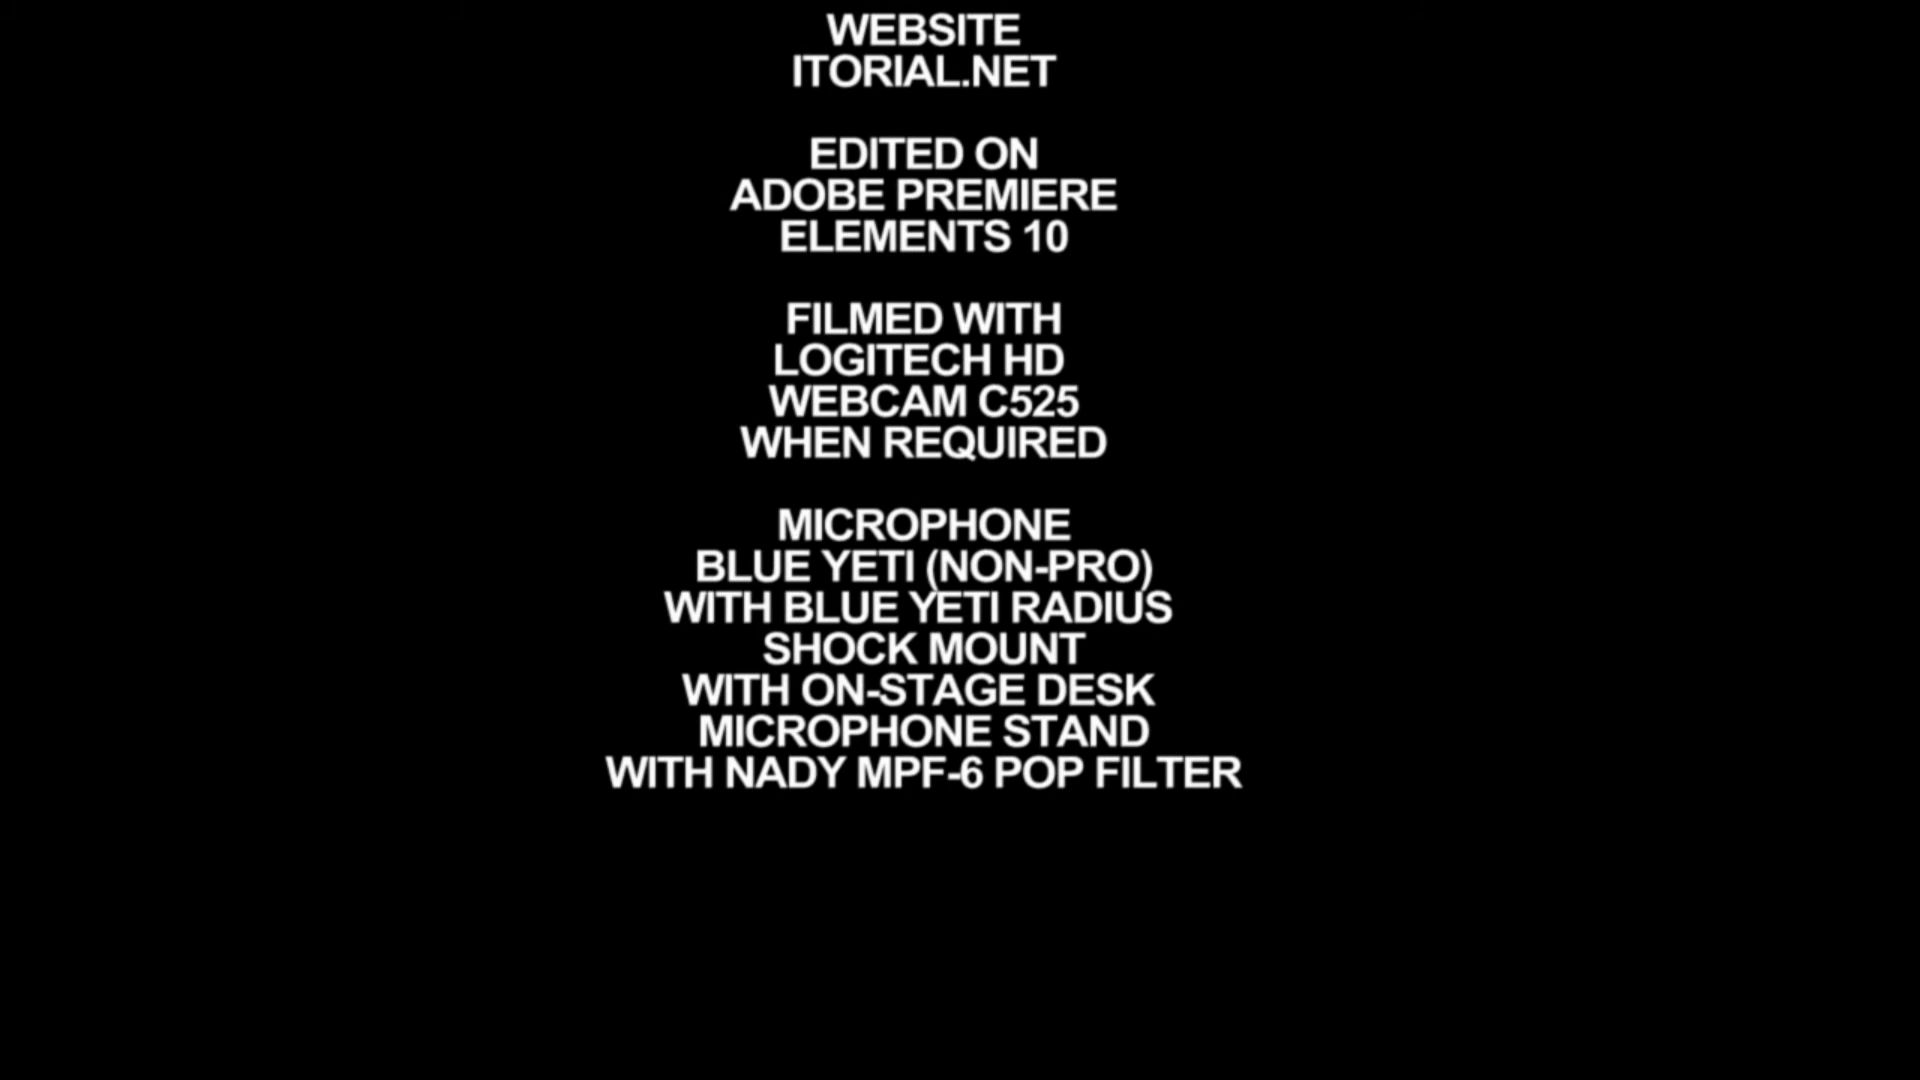 WEBSITE
ITORIAL.NET
EDITED ON
ADOBE PREMIERE
ELEMENTS 10
FILMED WITH
LOGITECH HD
WEBCAM C525
WHEN REQUIRED
MICROPHONE
BLUE YETI (NON-PRO)
WITH BLUE YETI RADIUS
SHOCK MOUNT
WITH ON-STAGE DESK
MICROPHONE STAND
WITH NADY MPF-6 POP FILTER